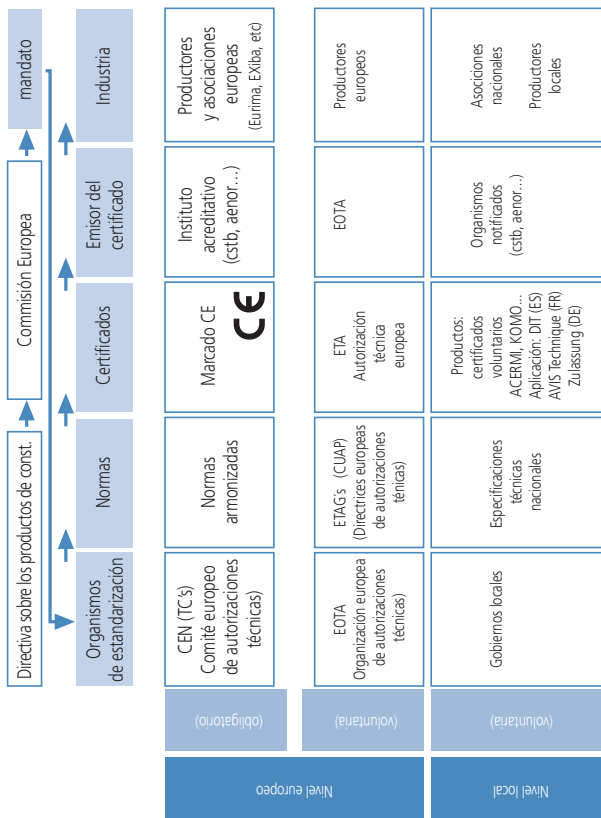 Directiva sobre los productos de const.
Commisión Europea
mandato
Organismos
de estandarización
Normas
Certificados
Emisor del
certificado
Industria
Nivel europeo
(obligatorio)
CEN (TC's)
Comité europeo
de autorizaciones
técnicas)
Normas
armonizadas
Marcado CE
CE
Instituto
acreditativo
(cstb, aenor...)
Productores
y asociaciones
europeas
(Eurima, EXiba, etc)
(voluntaria)
EOTA
Organización europea
de autorizaciones
técnicas)
ETAG's (CUAP)
(Directrices europeas
de autorizaciones
ténicas)
ETA
Autorización
técnica
europea
EOTA
Productores
europeos
Nivel local
(voluntaria)
Gobiernos locales
Especificaciones
técnicas
nacionales
Productos:
certificados
voluntarios
ACERMI, KOMO...
Aplicación: DIT (ES)
AVIS Technique (FR)
Zulassung (DE)
Organismos
notificados
(cstb, aenor...)
Asociciones
nacionales
Productores
locales